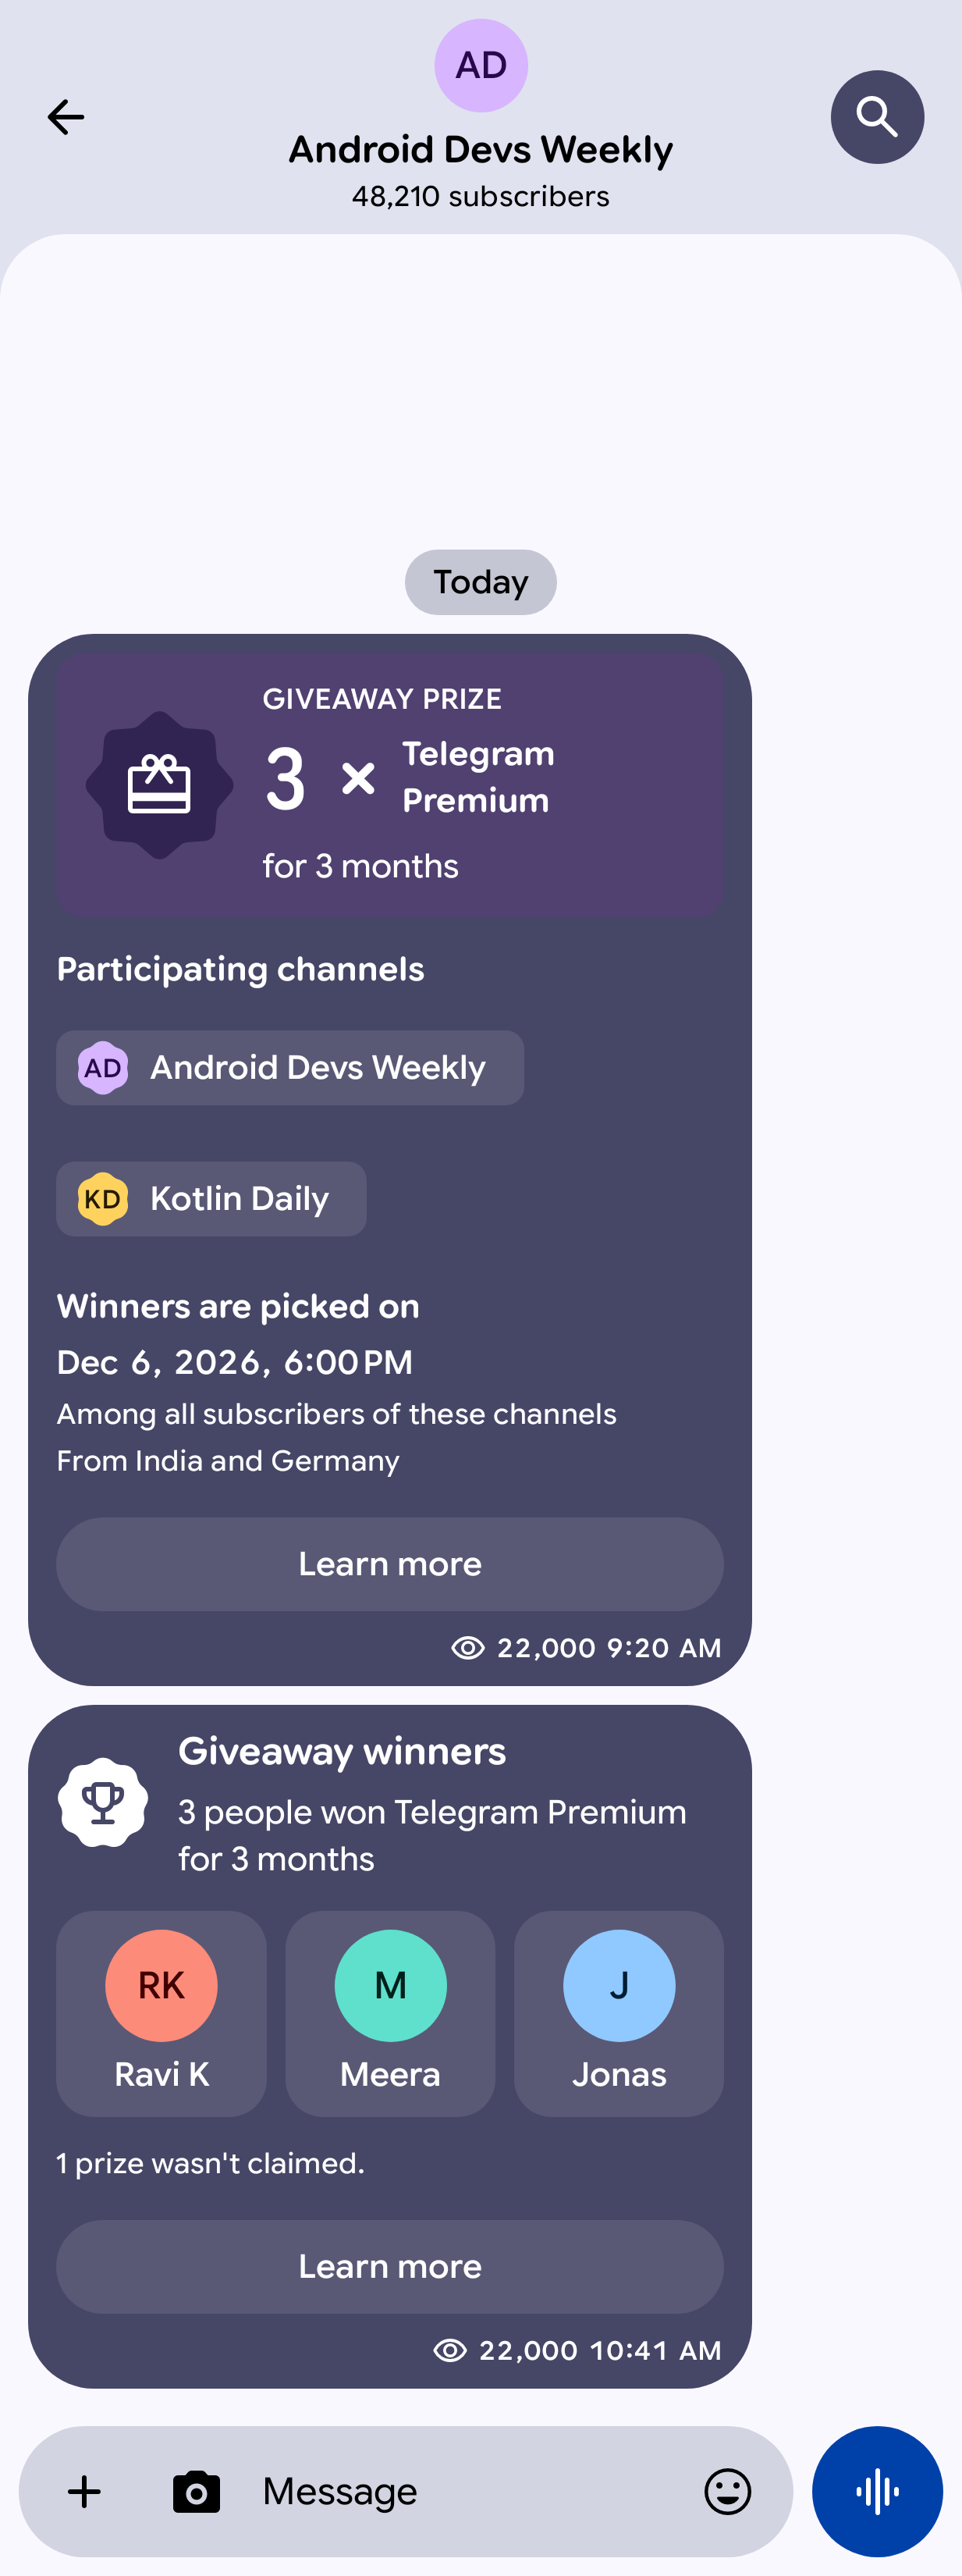 AD
Android Devs Weekly
48,210 subscribers
Today
GIVEAWAY PRIZE
3 × Telegram
Premium
for 3 months
Participating channels
AD Android Devs Weekly
KD Kotlin Daily
Winners are picked on
Dec 6, 2026, 6:00 PM
Among all subscribers of these channels
From India and Germany
Learn more
22,000 9:20 AM
Giveaway winners
3 people won Telegram Premium
for 3 months
RK M J
Ravi K Meera Jonas
1 prize wasn't claimed.
Learn more
22,000 10:41 AM
Message